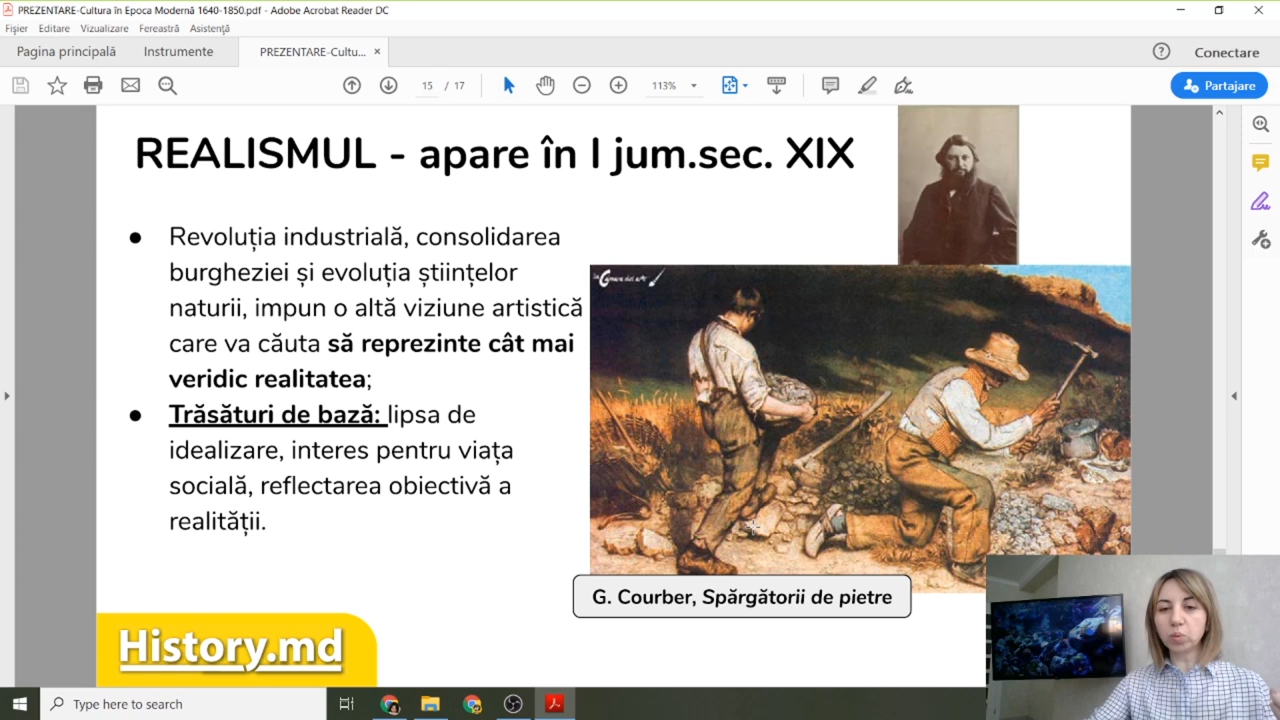 PREZENTARE-Cultura în Epoca Modernă 1640-1850.pdf - Adobe Acrobat Reader DC
Fișier Editare Vizualizare Fereastră Asistență
Pagina principală Instrumente PREZENTARE-Cultu... × Conectare
15 / 17 113% Partajare
REALISMUL - apare în I jum.sec. XIX
● Revoluția industrială, consolidarea
burgheziei și evoluția științelor
naturii, impun o altă viziune artistică
care va căuta să reprezinte cât mai
veridic realitatea;
● Trăsături de bază: lipsa de
idealizare, interes pentru viața
socială, reflectarea obiectivă a
realității.
G. Courber, Spărgătorii de pietre
History.md
Type here to search